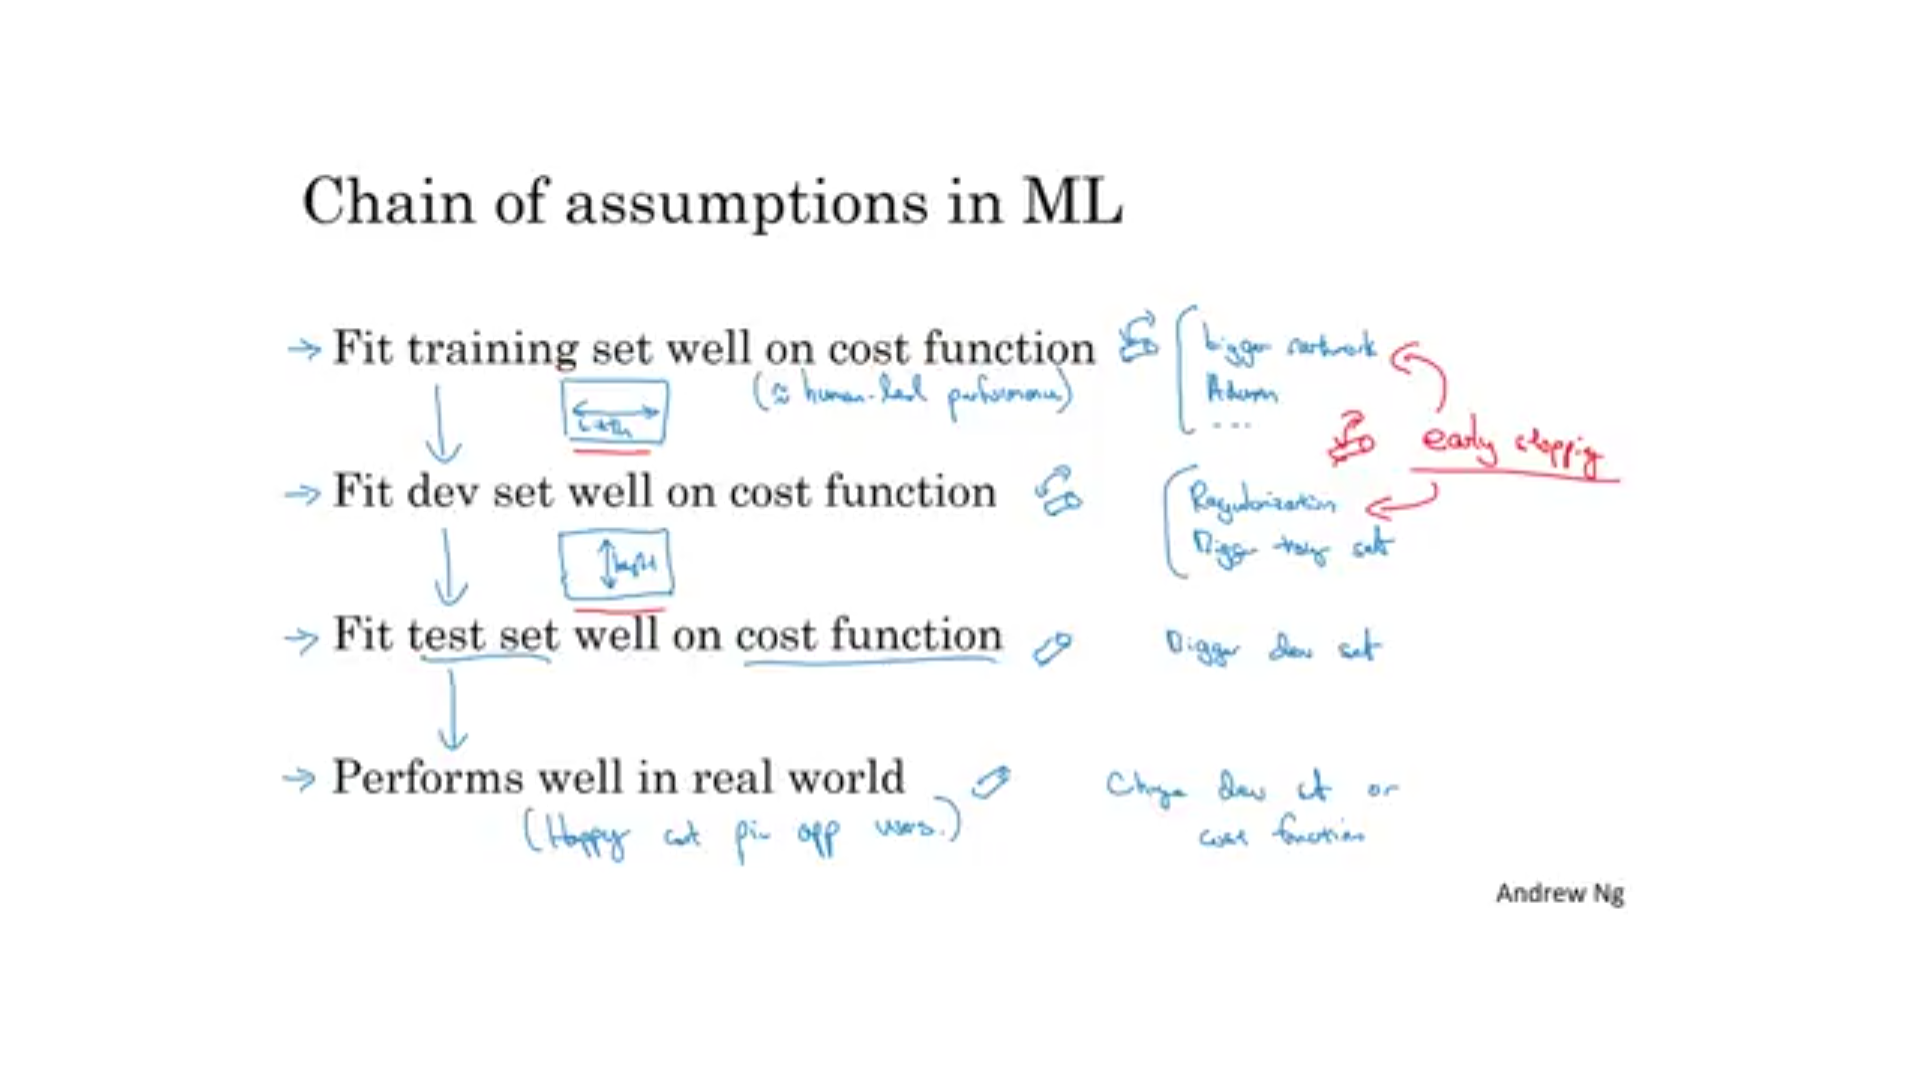 Chain of assumptions in ML
→ Fit training set well on cost function
(≈ human-level performance)
bigger network
Adam
...
width
early stopping
→ Fit dev set well on cost function
Regularization
Bigger training set
height
→ Fit test set well on cost function
Bigger dev set
→ Performs well in real world
(Happy cat pic app users.)
Change dev set or
cost function
Andrew Ng